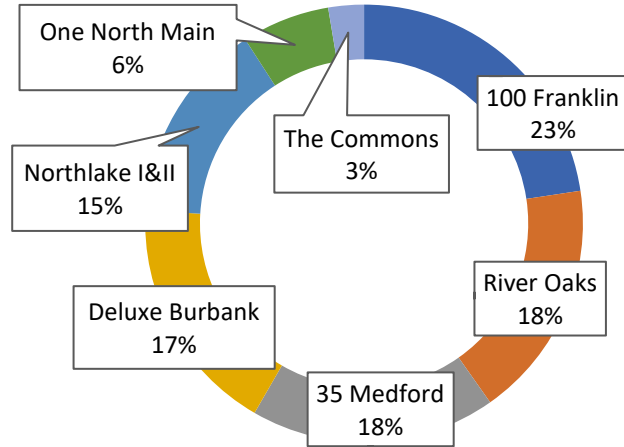 One North Main
6%
100 Franklin
23%
The Commons
3%
Northlake I&II
15%
River Oaks
18%
Deluxe Burbank
17%
35 Medford
18%